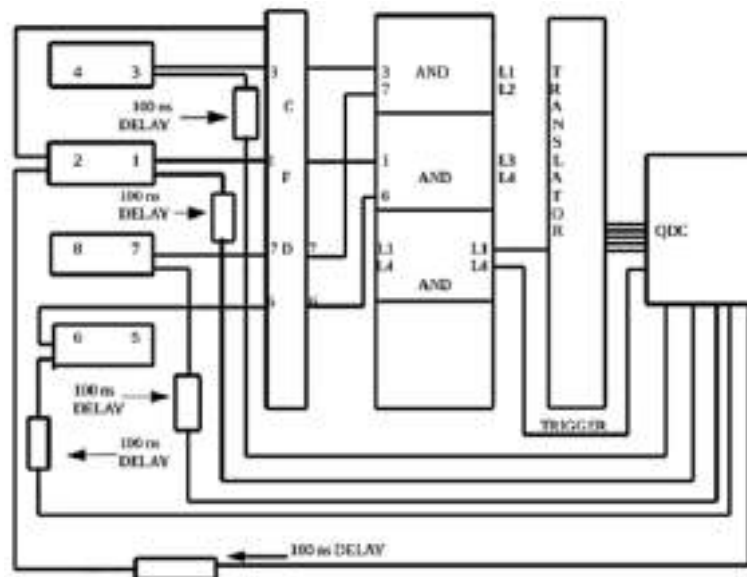 4 3
100 ns
DELAY
2 1
100 ns
DELAY
8 7
6 5
100 ns
DELAY
100 ns
DELAY
100 ns DELAY
3
C
F
7 D 7
6
3 AND L1
7 L2
1 L3
AND L4
6
L4 L4
AND
TRANSLATOR
QDC
TRIGGER